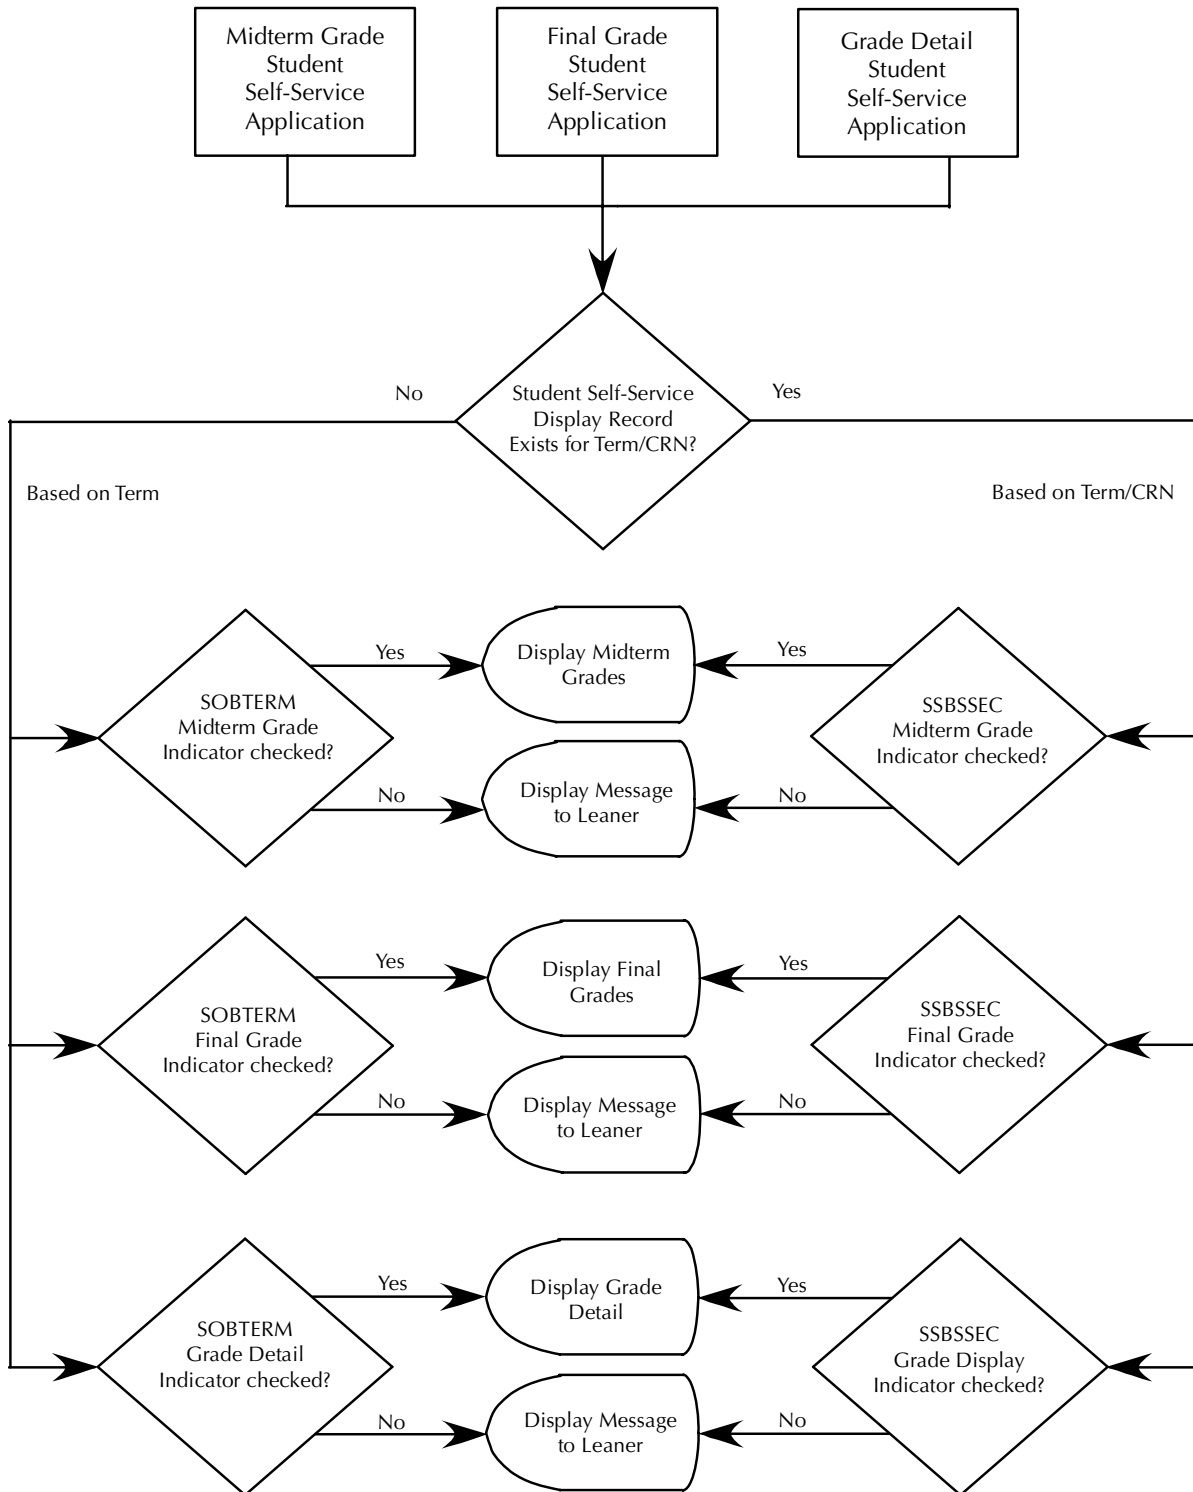 Midterm Grade
Student
Self-Service
Application
Final Grade
Student
Self-Service
Application
Grade Detail
Student
Self-Service
Application
No
Student Self-Service
Display Record
Exists for Term/CRN?
Yes
Based on Term
Based on Term/CRN
SOBTERM
Midterm Grade
Indicator checked?
Yes
No
Display Midterm
Grades
Display Message
to Leaner
Yes
No
SSBSSEC
Midterm Grade
Indicator checked?
SOBTERM
Final Grade
Indicator checked?
Yes
No
Display Final
Grades
Display Message
to Leaner
Yes
No
SSBSSEC
Final Grade
Indicator checked?
SOBTERM
Grade Detail
Indicator checked?
Yes
No
Display Grade
Detail
Display Message
to Leaner
Yes
No
SSBSSEC
Grade Display
Indicator checked?